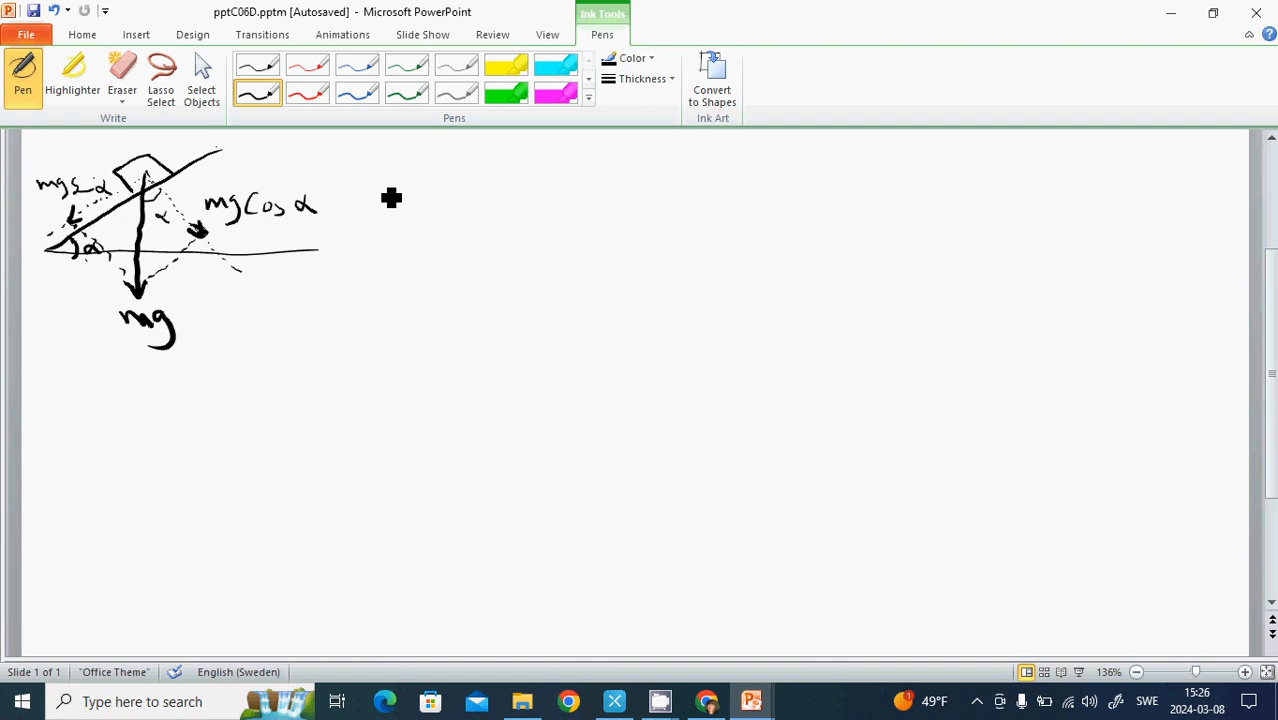 pptC06D.pptm [Autosaved] - Microsoft PowerPoint
Ink Tools
File Home Insert Design Transitions Animations Slide Show Review View Pens
Pen Highlighter Eraser Lasso Select Select Objects
Color
Thickness
Convert to Shapes
Write Pens Ink Art
α
mg Cos α
α
α
mg
Slide 1 of 1 "Office Theme" English (Sweden) 136%
Type here to search
1 49°F SWE 15:26
2024-03-08